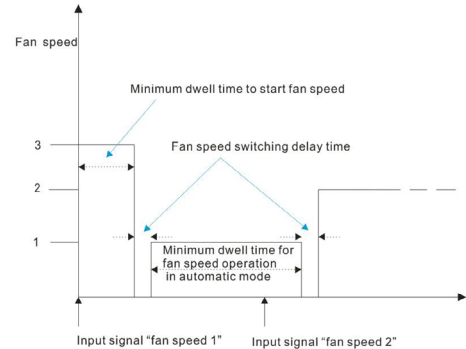 Fan speed
Minimum dwell time to start fan speed
3
Fan speed switching delay time
2
1
Minimum dwell time for
fan speed operation
in automatic mode
Input signal “fan speed 1”
Input signal “fan speed 2”